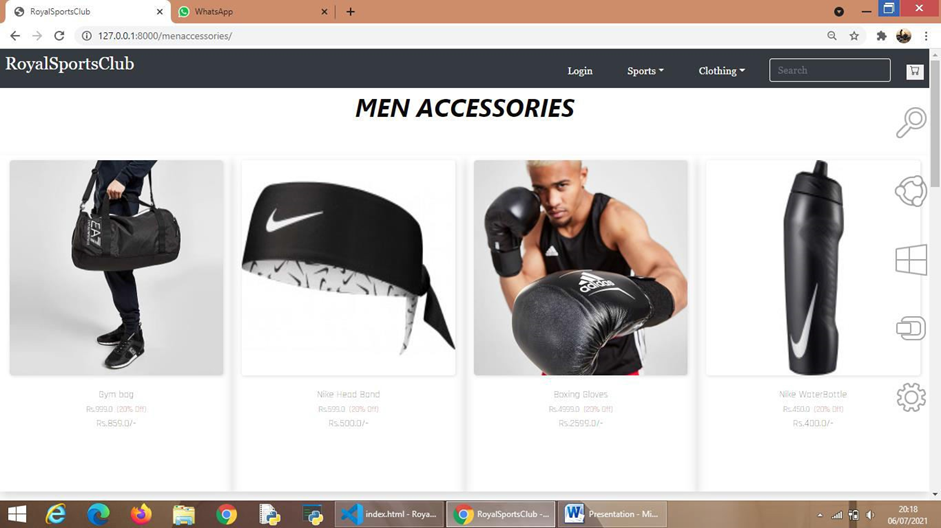 RoyalSportsClub
WhatsApp
127.0.0.1:8000/menaccessories/
RoyalSportsClub
Login
Sports
Clothing
Search
MEN ACCESSORIES
EA7
adidas
Gym bag
Rs.999.0 (20% Off)
Rs.859.0/-
Nike Head Band
Rs.599.0 (20% Off)
Rs.500.0/-
Boxing Gloves
Rs.4999.0 (20% Off)
Rs.2599.0/-
Nike WaterBottle
Rs.450.0 (20% Off)
Rs.400.0/-
index.html - Roya...
RoyalSportsClub -...
Presentation - Mi...
20:18
06/07/2021